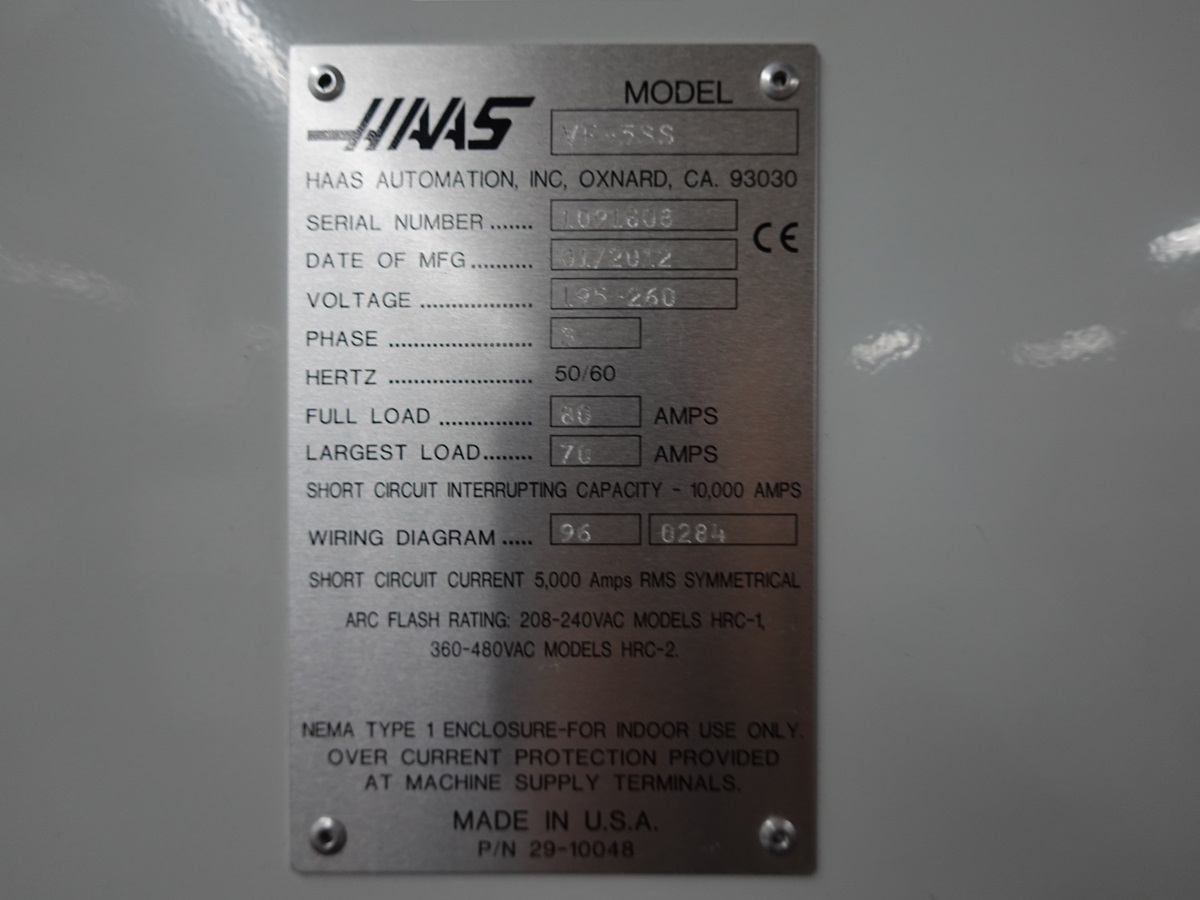 HAAS
MODEL
VF-5SS
HAAS AUTOMATION, INC, OXNARD, CA. 93030
SERIAL NUMBER ....... 1091808
CE
DATE OF MFG.......... 01/2012
VOLTAGE .................. 195-260
PHASE ....................... 3
HERTZ ....................... 50/60
FULL LOAD ............... 80 AMPS
LARGEST LOAD........ 70 AMPS
SHORT CIRCUIT INTERRUPTING CAPACITY - 10,000 AMPS
WIRING DIAGRAM ..... 96 0284
SHORT CIRCUIT CURRENT 5,000 Amps RMS SYMMETRICAL
ARC FLASH RATING: 208-240VAC MODELS HRC-1,
360-480VAC MODELS HRC-2.
NEMA TYPE 1 ENCLOSURE-FOR INDOOR USE ONLY.
OVER CURRENT PROTECTION PROVIDED
AT MACHINE SUPPLY TERMINALS.
MADE IN U.S.A.
P/N 29-10048